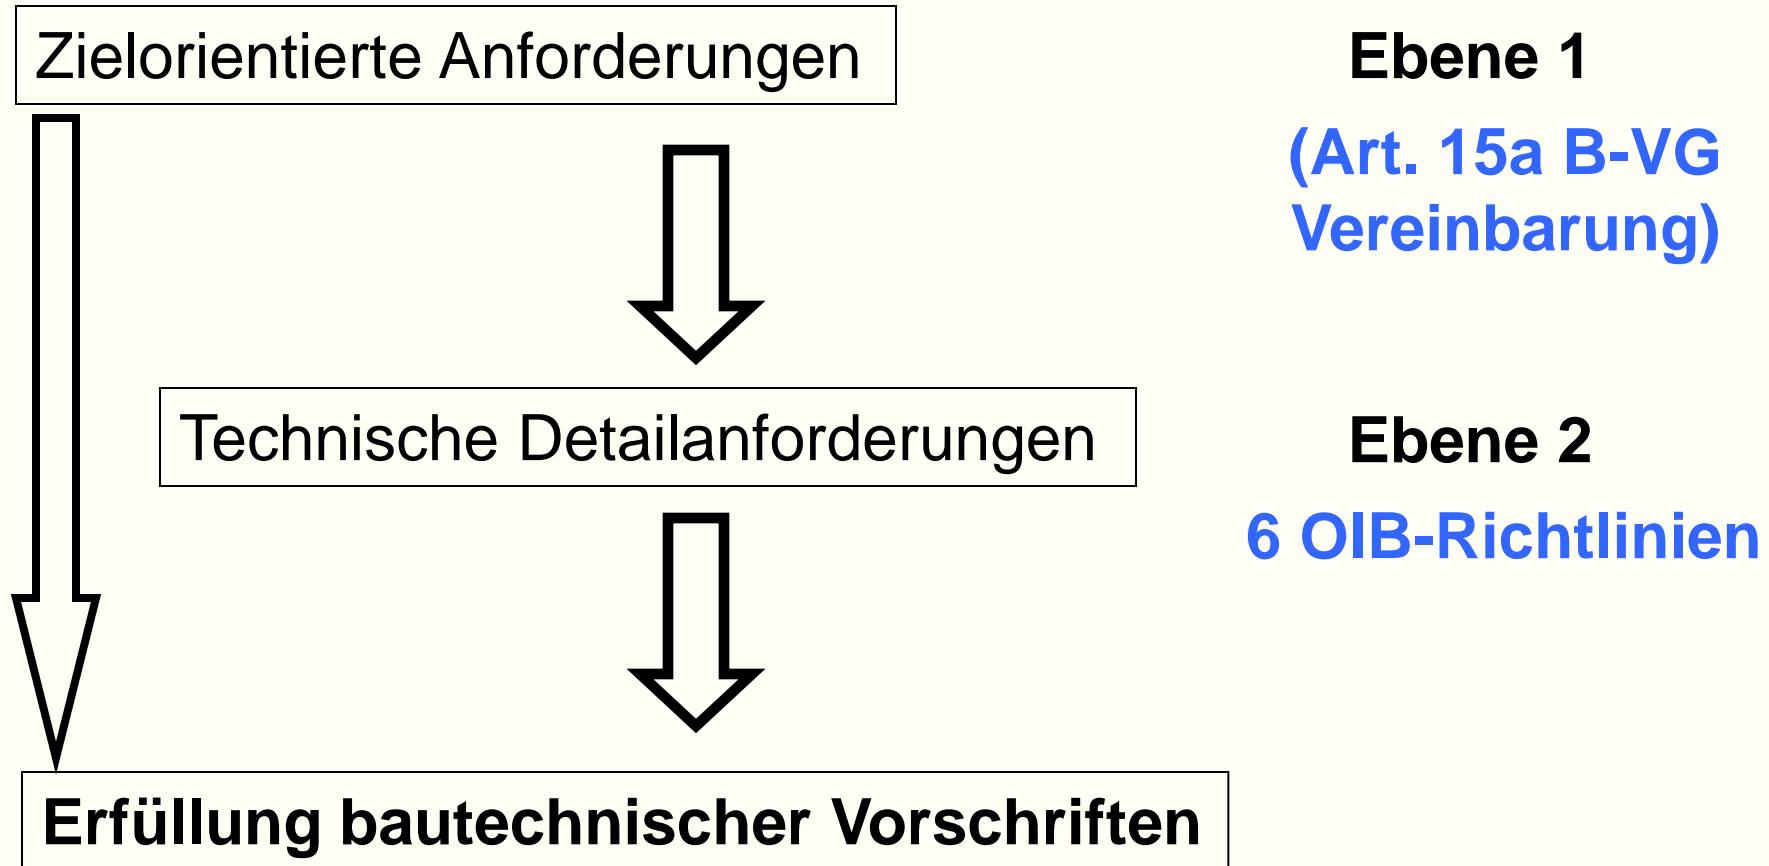 Zielorientierte Anforderungen
Ebene 1
(Art. 15a B-VG
Vereinbarung)
Technische Detailanforderungen
Ebene 2
6 OIB-Richtlinien
Erfüllung bautechnischer Vorschriften